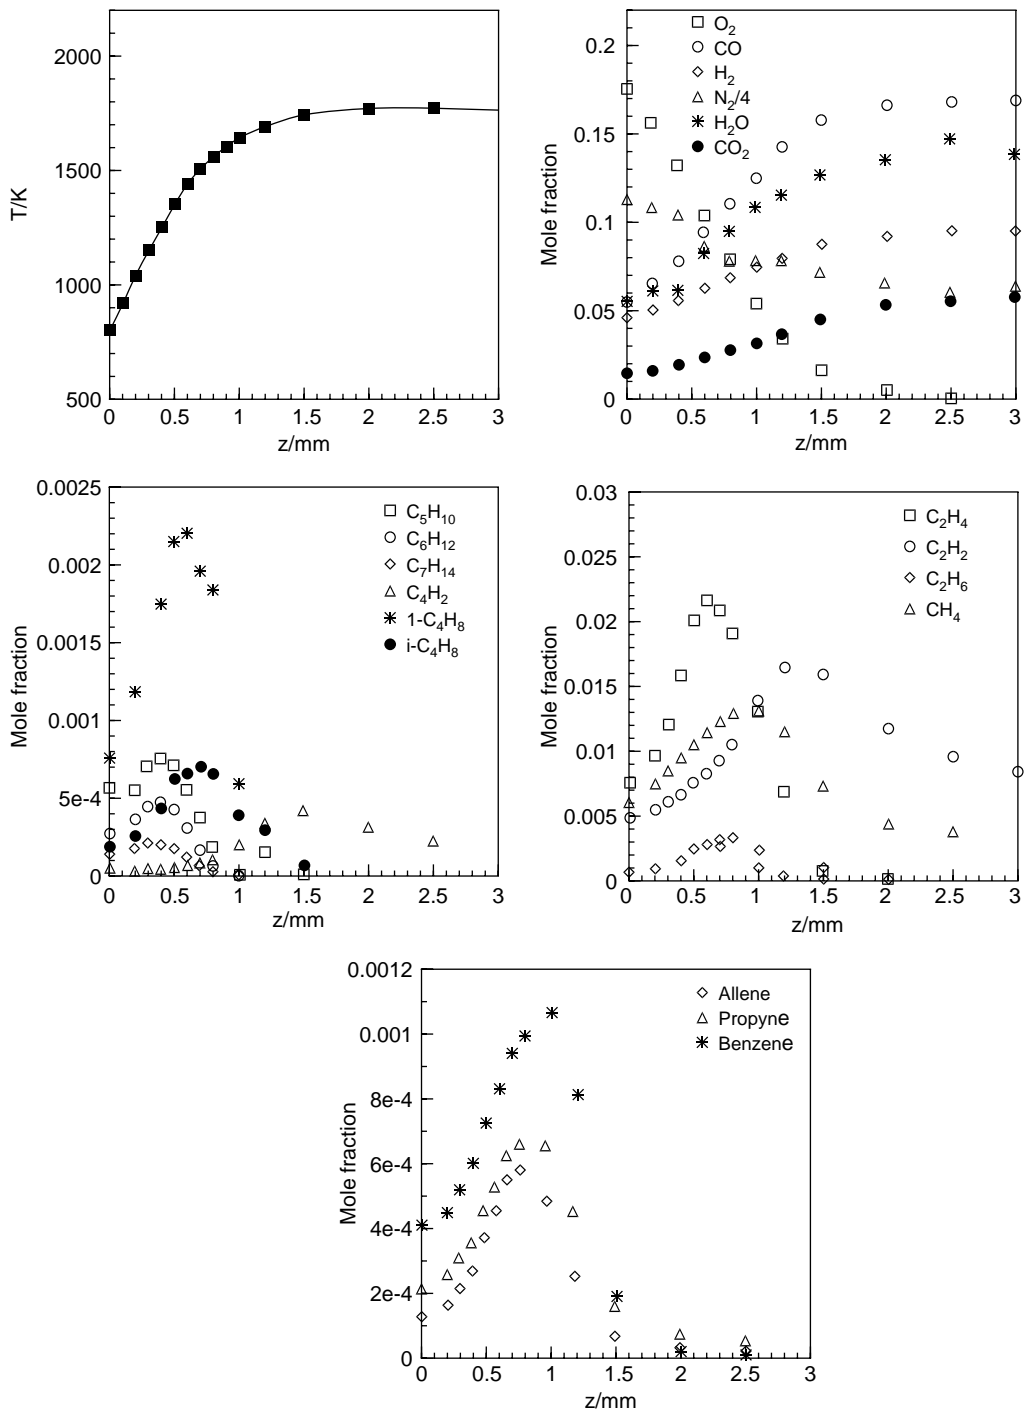 2000
1500
1000
500
T/K
0 0.5 1 1.5 2 2.5 3
z/mm
0.2
0.15
0.1
0.05
0
Mole fraction
O2
CO
H2
N2/4
H2O
CO2
0 0.5 1 1.5 2 2.5 3
z/mm
0.0025
0.002
0.0015
0.001
5e-4
0
Mole fraction
C5H10
C6H12
C7H14
C4H2
1-C4H8
i-C4H8
0 0.5 1 1.5 2 2.5 3
z/mm
0.03
0.02
0.015
0.01
0.005
0
Mole fraction
C2H4
C2H2
C2H6
CH4
0 0.5 1 1.5 2 2.5 3
z/mm
0.0012
0.001
8e-4
6e-4
4e-4
2e-4
0
Mole fraction
Allene
Propyne
Benzene
0 0.5 1 1.5 2 2.5 3
z/mm